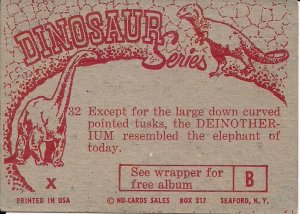 DINOSAUR
Series
32 Except for the large down curved
pointed tusks, the DEINOTHER-
IUM resembled the elephant of
today.
X
See wrapper for
free album
B
PRINTED IN USA
© NU-CARDS SALES BOX 217 SEAFORD, N. Y.